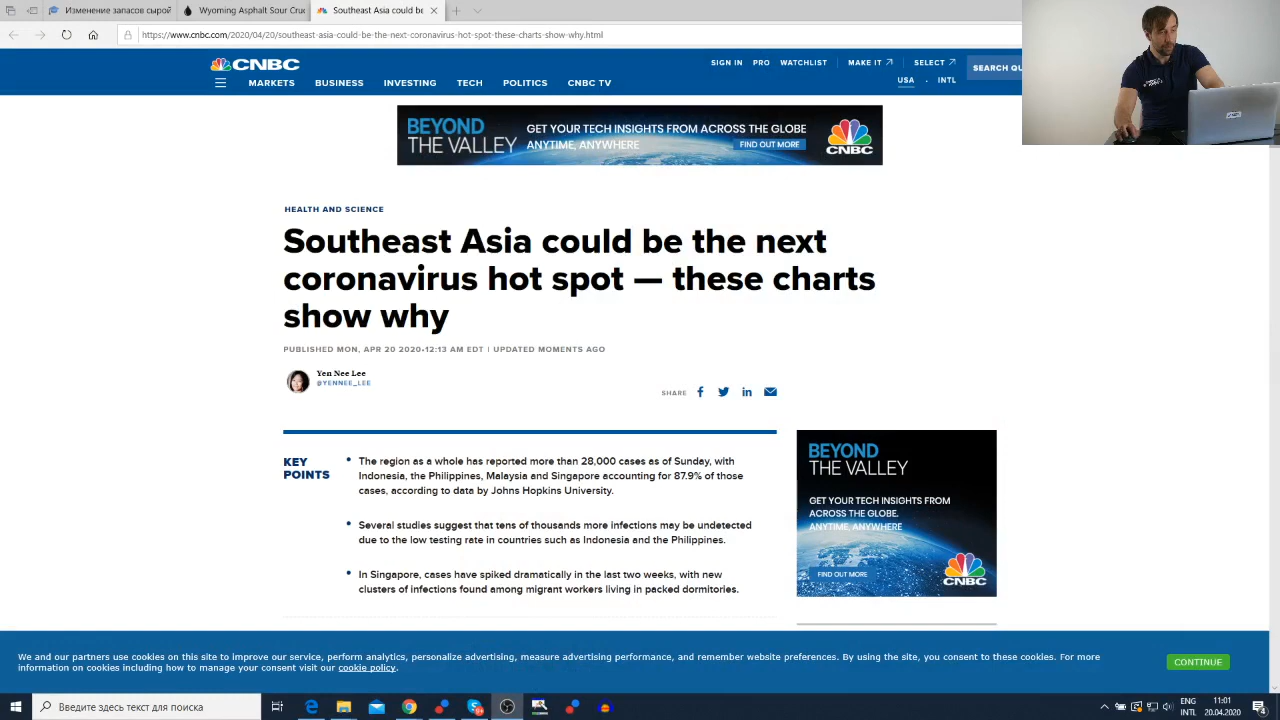 d 20 апр
Southeast Asia could be
https://www.cnbc.com/2020/04/20/southeast-asia-could-be-the-next-coronavirus-hot-spot-these-charts-show-why.html
CNBC
SIGN IN PRO WATCHLIST MAKE IT SELECT
USA · INTL
SEARCH QU
MARKETS BUSINESS INVESTING TECH POLITICS CNBC TV
BEYOND THE VALLEY
GET YOUR TECH INSIGHTS FROM ACROSS THE GLOBE
ANYTIME, ANYWHERE
FIND OUT MORE
CNBC
HEALTH AND SCIENCE
Southeast Asia could be the next
coronavirus hot spot — these charts
show why
PUBLISHED MON, APR 20 2020•12:13 AM EDT | UPDATED MOMENTS AGO
Yen Nee Lee
@YENNEE_LEE
SHARE
KEY
POINTS
• The region as a whole has reported more than 28,000 cases as of Sunday, with
Indonesia, the Philippines, Malaysia and Singapore accounting for 87.9% of those
cases, according to data by Johns Hopkins University.
• Several studies suggest that tens of thousands more infections may be undetected
due to the low testing rate in countries such as Indonesia and the Philippines.
• In Singapore, cases have spiked dramatically in the last two weeks, with new
clusters of infections found among migrant workers living in packed dormitories.
BEYOND
THE VALLEY
GET YOUR TECH INSIGHTS FROM
ACROSS THE GLOBE.
ANYTIME, ANYWHERE
FIND OUT MORE
CNBC
We and our partners use cookies on this site to improve our service, perform analytics, personalize advertising, measure advertising performance, and remember website preferences. By using the site, you consent to these cookies. For more
information on cookies including how to manage your consent visit our cookie policy.
CONTINUE
Введите здесь текст для поиска
ENG
INTL
11:01
20.04.2020
4